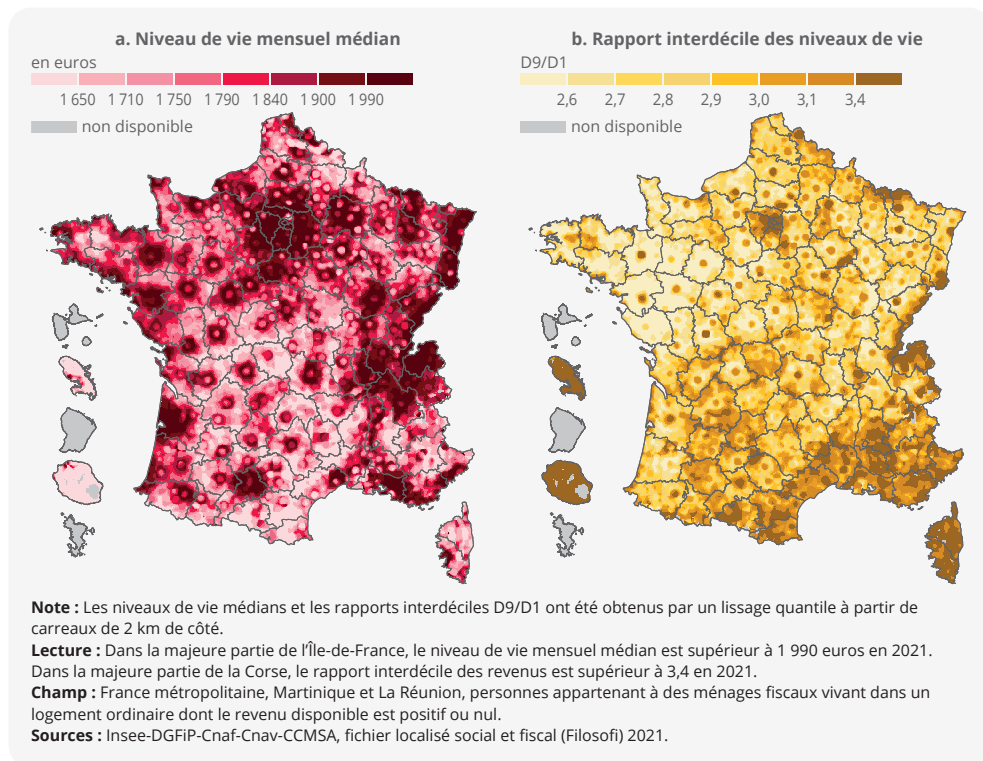 a. Niveau de vie mensuel médian
en euros
1 650 1 710 1 750 1 790 1 840 1 900 1 990
non disponible
b. Rapport interdécile des niveaux de vie
D9/D1
2,6 2,7 2,8 2,9 3,0 3,1 3,4
non disponible
Note : Les niveaux de vie médians et les rapports interdéciles D9/D1 ont été obtenus par un lissage quantile à partir de
carreaux de 2 km de côté.
Lecture : Dans la majeure partie de l’Île-de-France, le niveau de vie mensuel médian est supérieur à 1 990 euros en 2021.
Dans la majeure partie de la Corse, le rapport interdécile des revenus est supérieur à 3,4 en 2021.
Champ : France métropolitaine, Martinique et La Réunion, personnes appartenant à des ménages fiscaux vivant dans un
logement ordinaire dont le revenu disponible est positif ou nul.
Sources : Insee-DGFiP-Cnaf-Cnav-CCMSA, fichier localisé social et fiscal (Filosofi) 2021.